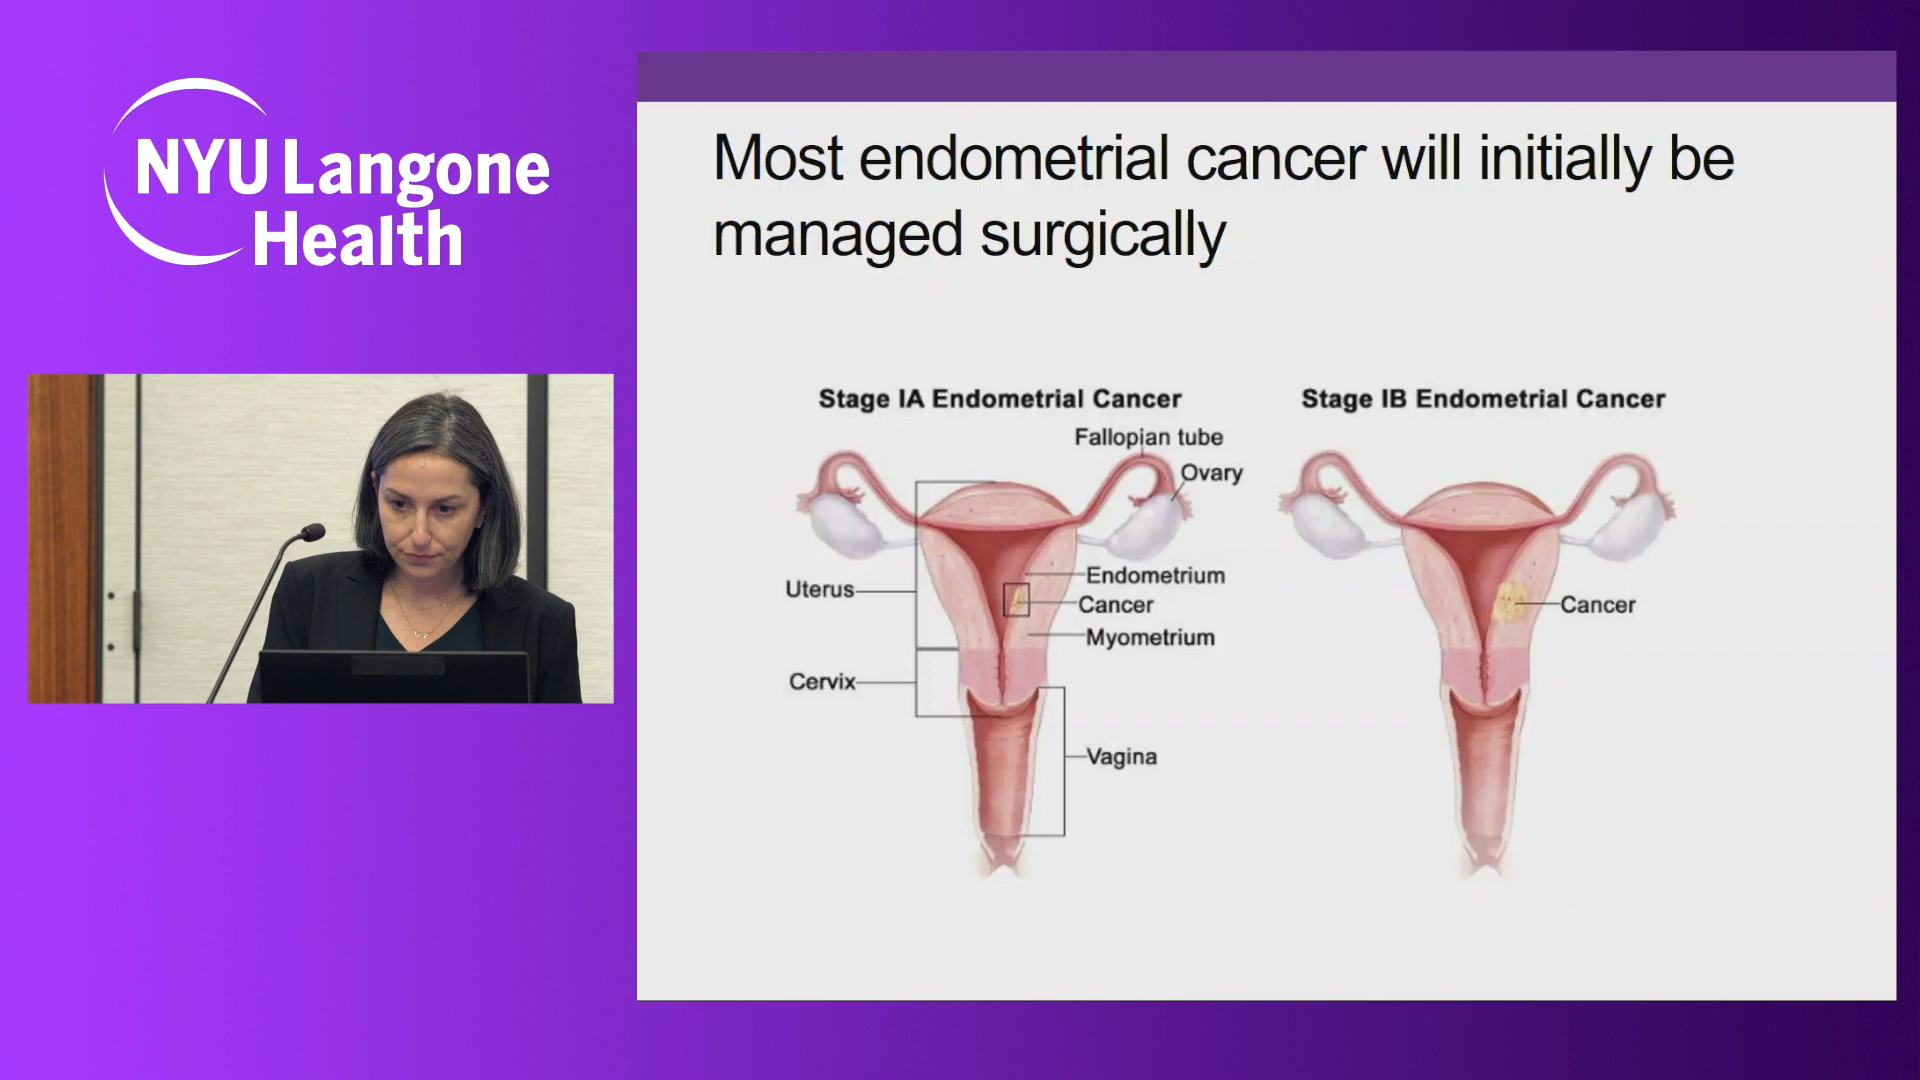 NYU Langone
Health
Most endometrial cancer will initially be
managed surgically
Stage IA Endometrial Cancer
Fallopian tube
Ovary
Uterus
Endometrium
Cancer
Myometrium
Cervix
Vagina
Stage IB Endometrial Cancer
Cancer